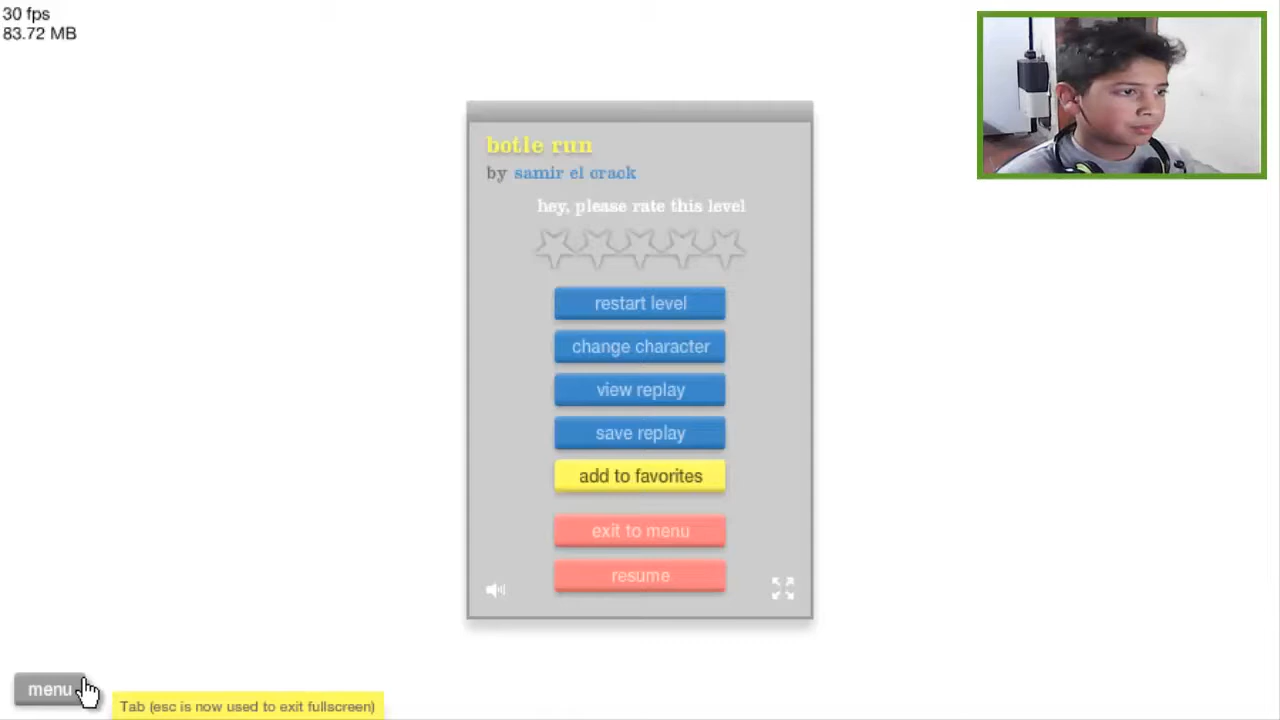 30 fps
83.72 MB
botle run
by samir el crack
hey, please rate this level
restart level
change character
view replay
save replay
add to favorites
exit to menu
resume
menu
Tab (esc is now used to exit fullscreen)